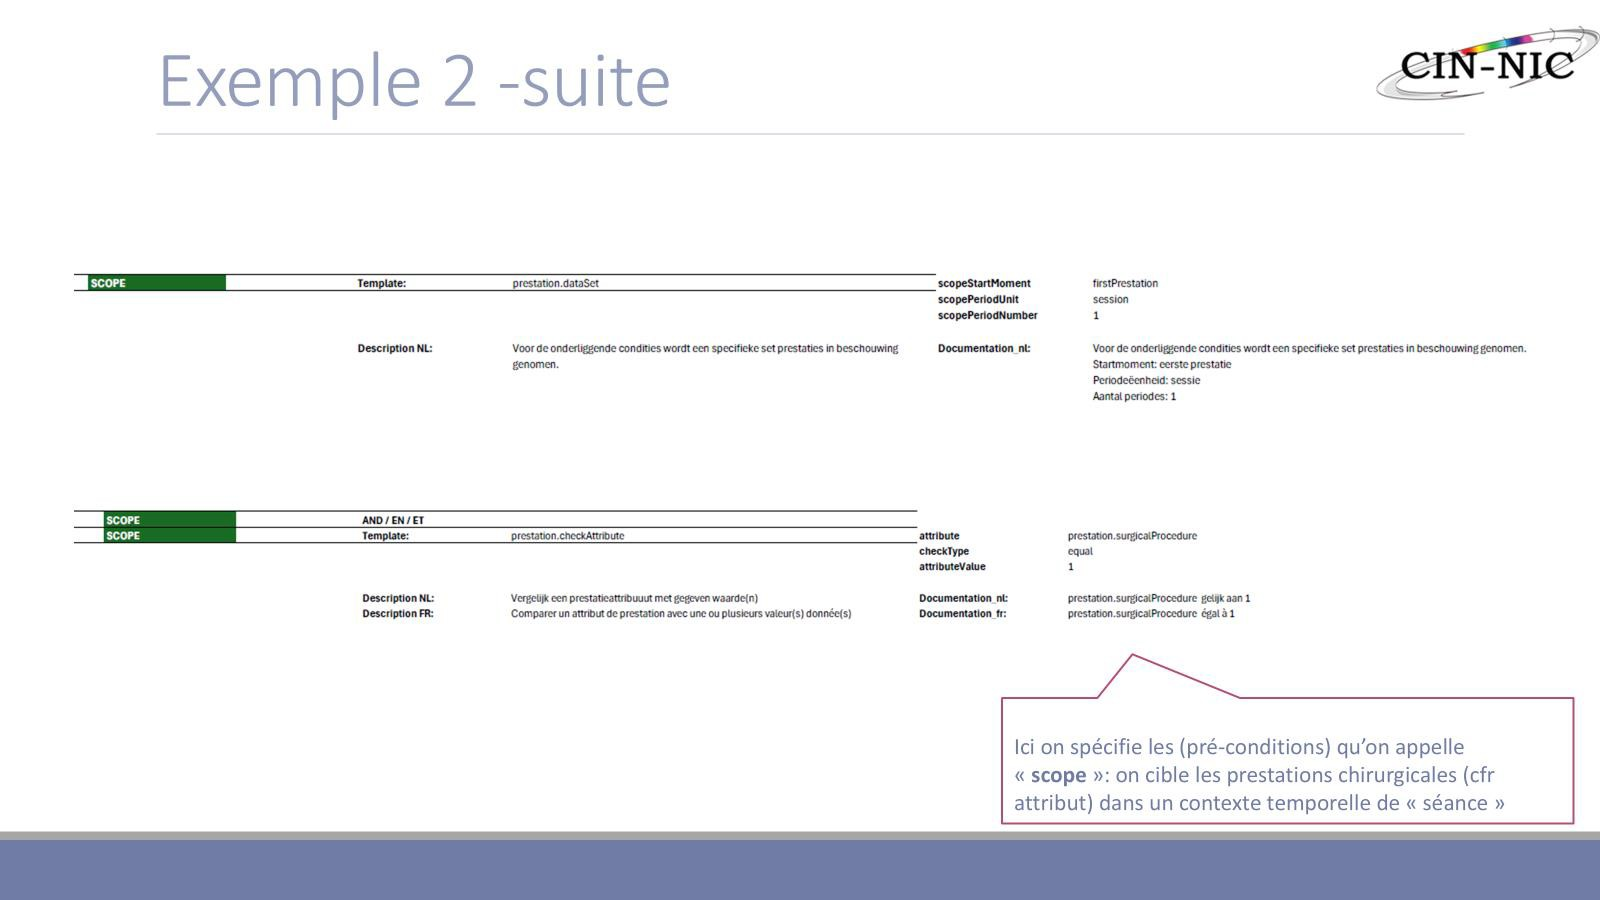 Exemple 2 -suite
CIN-NIC
SCOPE Template: prestation.dataSet scopeStartMoment firstPrestation
scopePeriodUnit session
scopePeriodNumber 1
Description NL: Voor de onderliggende condities wordt een specifieke set prestaties in beschouwing Documentation_nl: Voor de onderliggende condities wordt een specifieke set prestaties in beschouwing genomen.
genomen. Startmoment: eerste prestatie
Periodeëenheid: sessie
Aantal periodes: 1
SCOPE AND / EN / ET
SCOPE Template: prestation.checkAttribute attribute prestation.surgicalProcedure
checkType equal
attributeValue 1
Description NL: Vergelijk een prestatieattribuuut met gegeven waarde(n) Documentation_nl: prestation.surgicalProcedure gelijk aan 1
Description FR: Comparer un attribut de prestation avec une ou plusieurs valeur(s) donnée(s) Documentation_fr: prestation.surgicalProcedure égal à 1
Ici on spécifie les (pré-conditions) qu’on appelle
« scope »: on cible les prestations chirurgicales (cfr
attribut) dans un contexte temporelle de « séance »